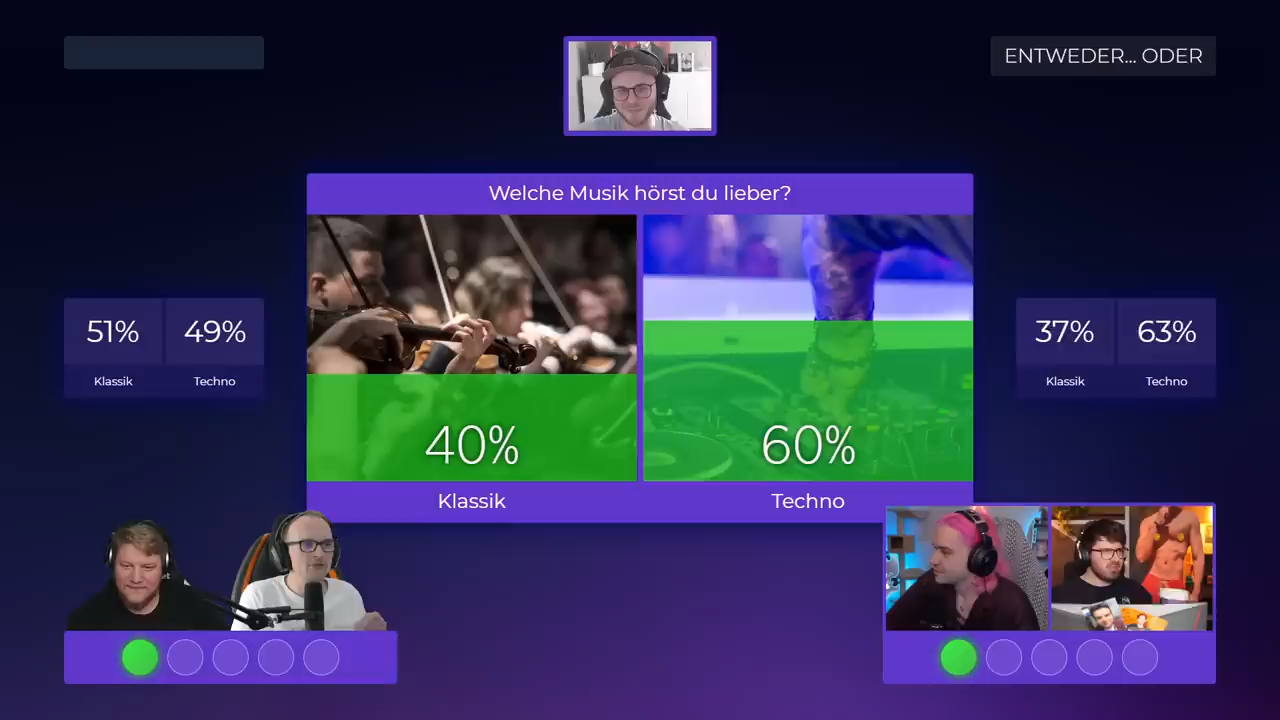 ENTWEDER... ODER
Welche Musik hörst du lieber?
51%
49%
Klassik
Techno
40%
60%
Klassik
Techno
37%
63%
Klassik
Techno